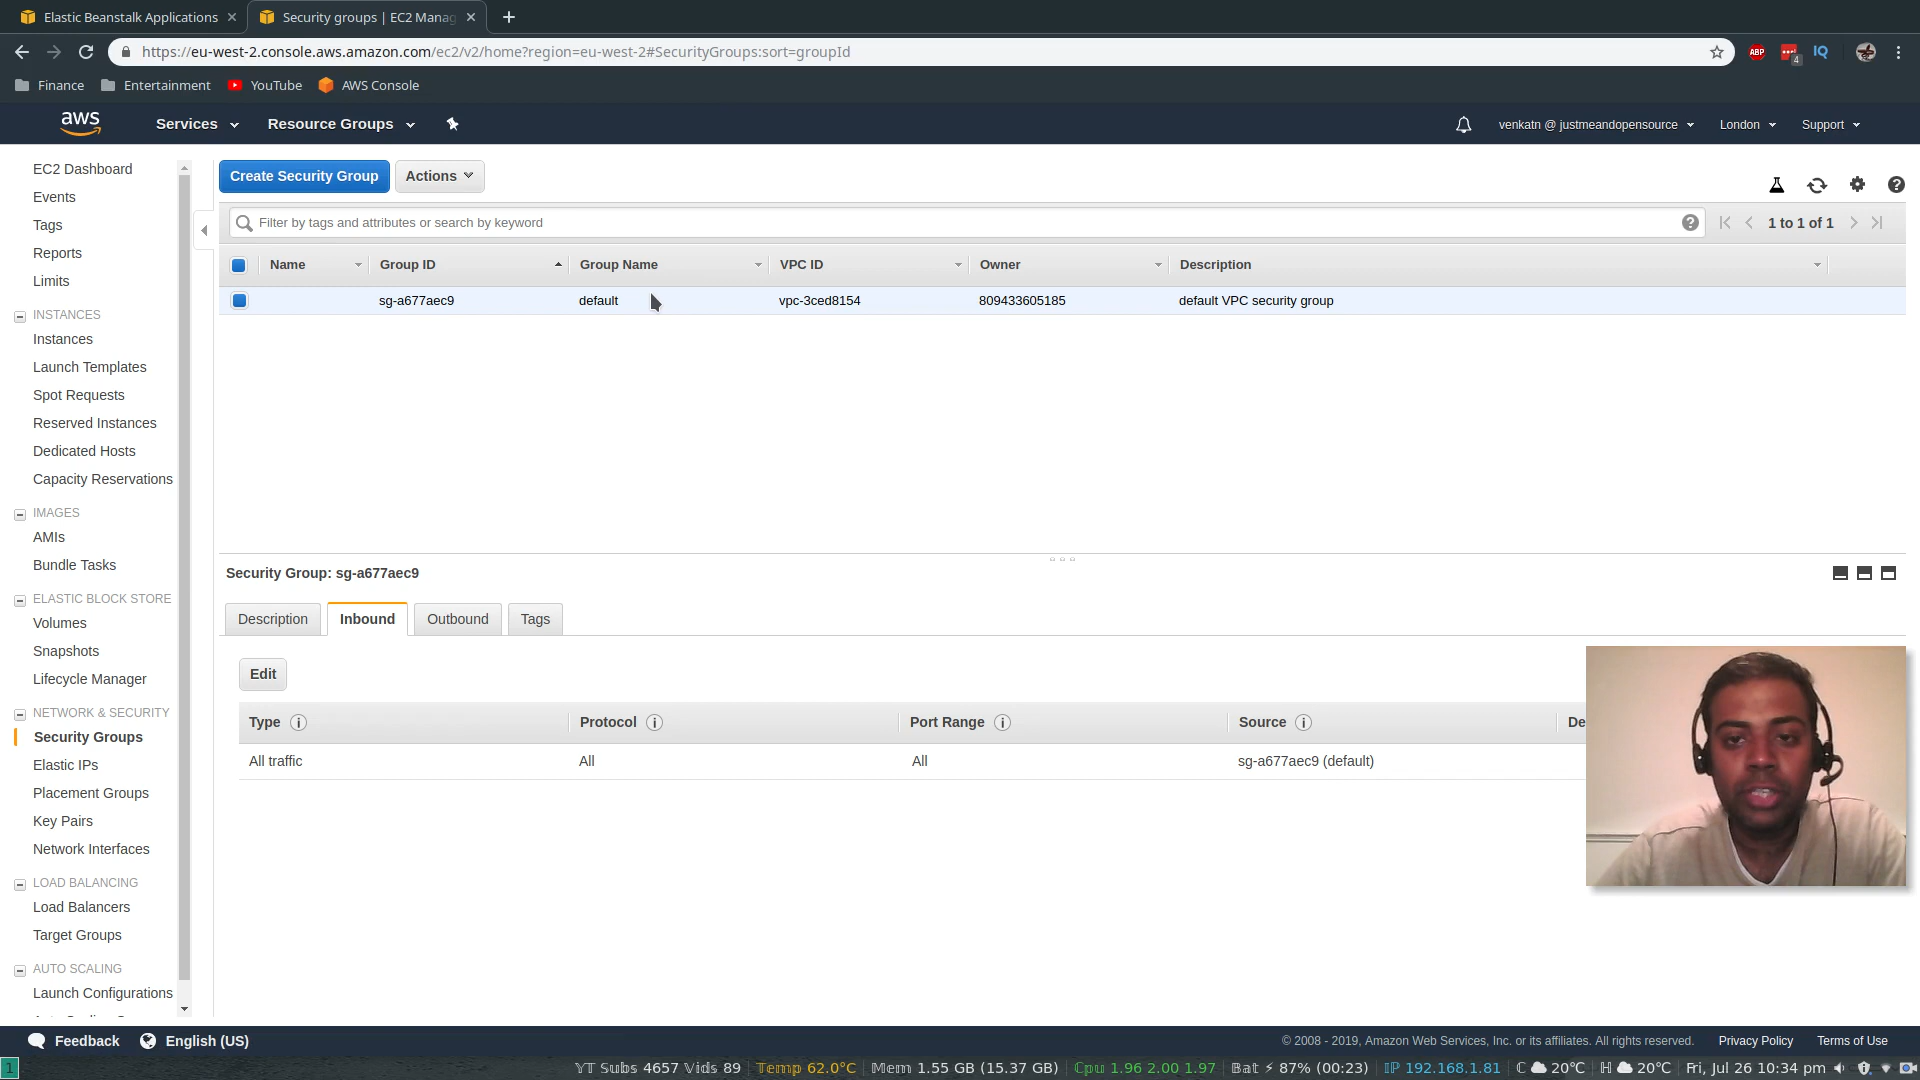 Elastic Beanstalk Applications
Security groups | EC2 Manag
https://eu-west-2.console.aws.amazon.com/ec2/v2/home?region=eu-west-2#SecurityGroups:sort=groupId
ABP
4
IQ
Finance
Entertainment
YouTube
AWS Console
aws
Services
Resource Groups
venkatn @ justmeandopensource
London
Support
EC2 Dashboard
Events
Tags
Reports
Limits
INSTANCES
Instances
Launch Templates
Spot Requests
Reserved Instances
Dedicated Hosts
Capacity Reservations
IMAGES
AMIs
Bundle Tasks
ELASTIC BLOCK STORE
Volumes
Snapshots
Lifecycle Manager
NETWORK & SECURITY
Security Groups
Elastic IPs
Placement Groups
Key Pairs
Network Interfaces
LOAD BALANCING
Load Balancers
Target Groups
AUTO SCALING
Launch Configurations
Create Security Group
Actions
Filter by tags and attributes or search by keyword
1 to 1 of 1
Name Group ID Group Name VPC ID Owner Description
sg-a677aec9 default vpc-3ced8154 809433605185 default VPC security group
Security Group: sg-a677aec9
Description Inbound Outbound Tags
Edit
Type Protocol Port Range Source De
All traffic All All sg-a677aec9 (default)
Feedback
English (US)
© 2008 - 2019, Amazon Web Services, Inc. or its affiliates. All rights reserved.
Privacy Policy
Terms of Use
1
YT Subs 4657 Vids 89 Temp 62.0°C Mem 1.55 GB (15.37 GB) Cpu 1.96 2.00 1.97 Bat ⚡ 87% (00:23) IP 192.168.1.81 C 20°C H 20°C Fri, Jul 26 10:34 pm